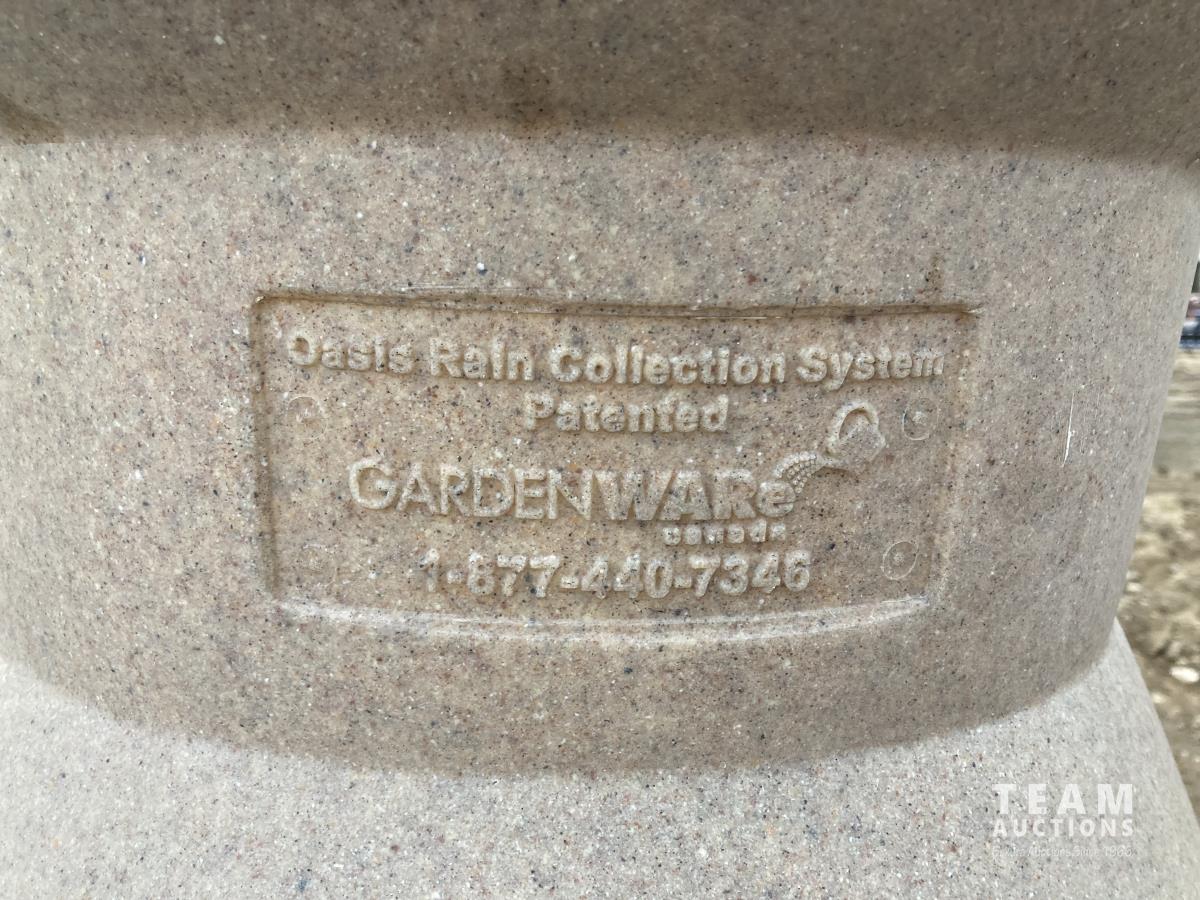 Oasis Rain Collection System
Patented
GARDENWARe
canada
1-877-440-7346
TEAM
AUCTIONS